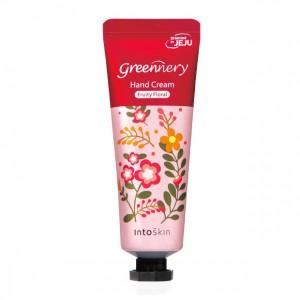 JEJU
Greennery
Hand Cream
Fruity Floral
intoSkin